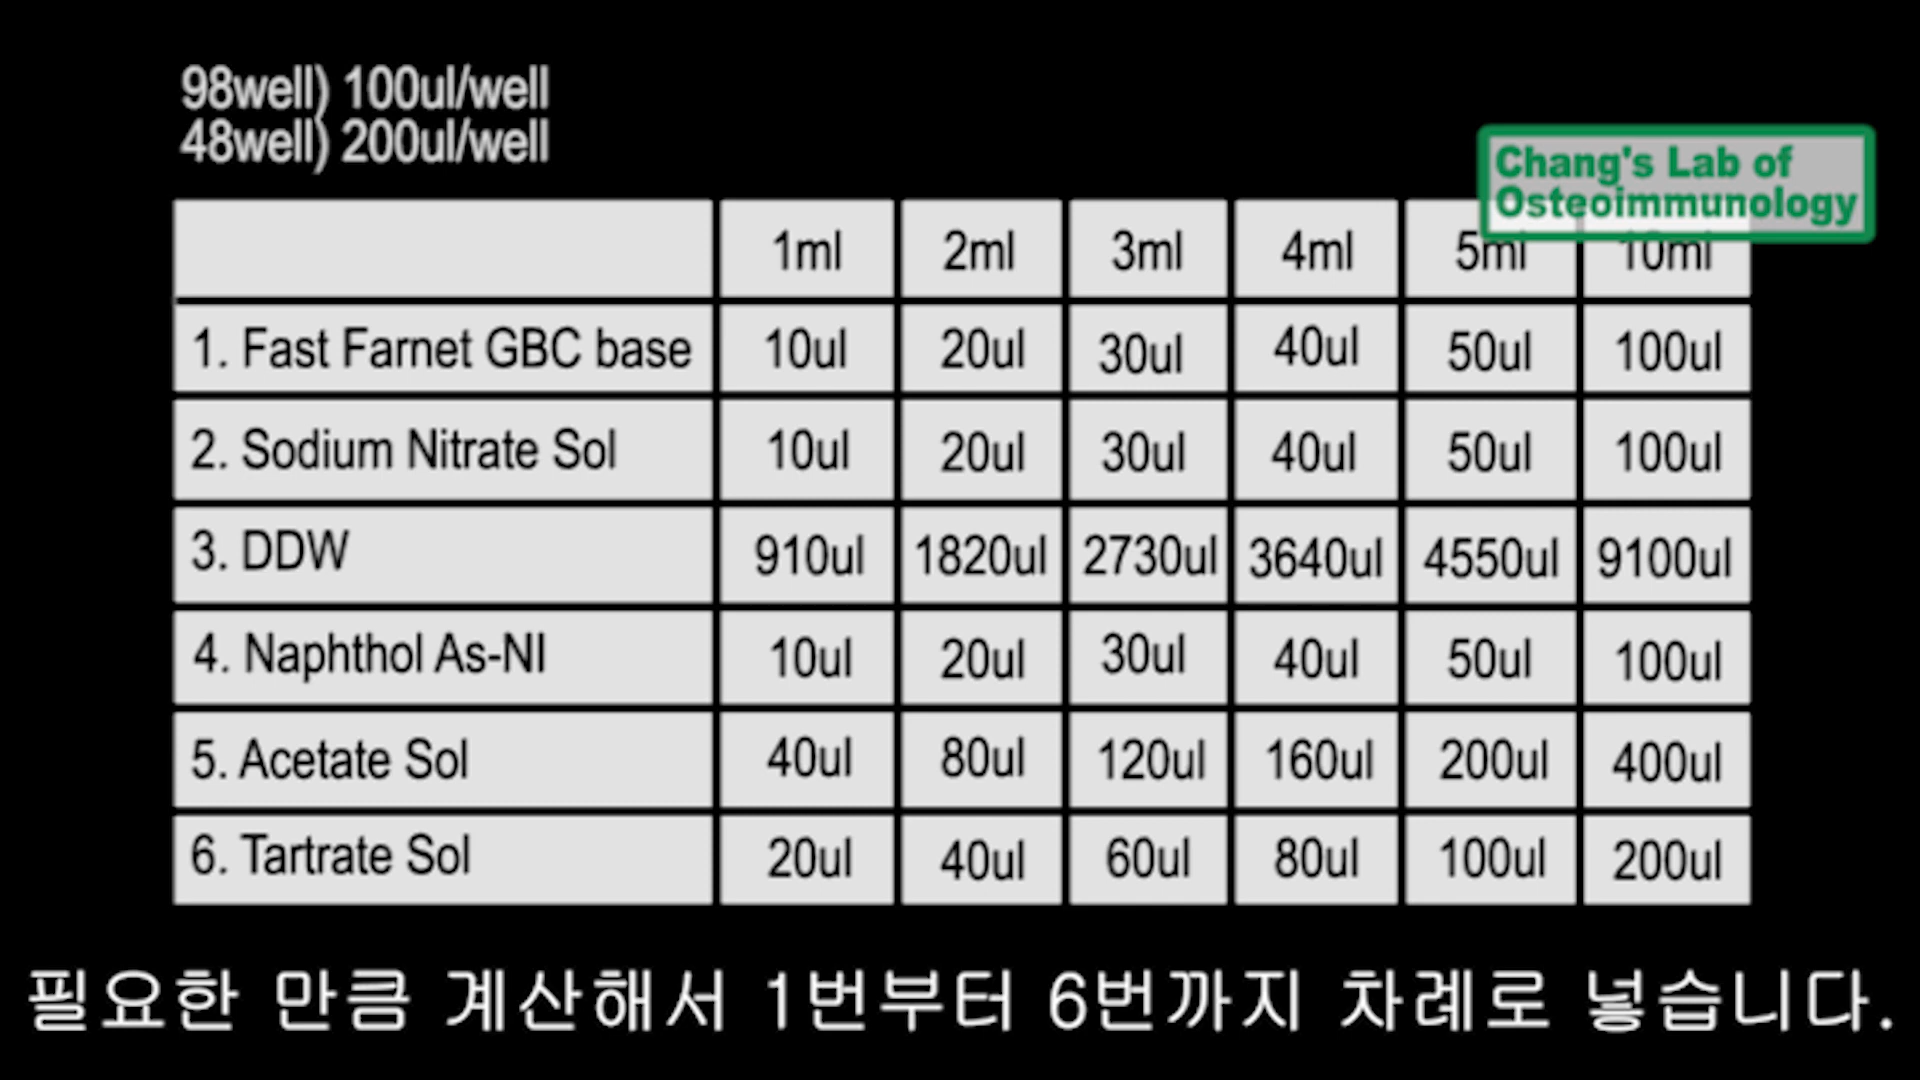 98well) 100ul/well
48well) 200ul/well
Chang's Lab of
Osteoimmunology
1ml 2ml 3ml 4ml 5ml 10ml
1. Fast Farnet GBC base 10ul 20ul 30ul 40ul 50ul 100ul
2. Sodium Nitrate Sol 10ul 20ul 30ul 40ul 50ul 100ul
3. DDW 910ul 1820ul 2730ul 3640ul 4550ul 9100ul
4. Naphthol As-NI 10ul 20ul 30ul 40ul 50ul 100ul
5. Acetate Sol 40ul 80ul 120ul 160ul 200ul 400ul
6. Tartrate Sol 20ul 40ul 60ul 80ul 100ul 200ul
필요한 만큼 계산해서 1번부터 6번까지 차례로 넣습니다.